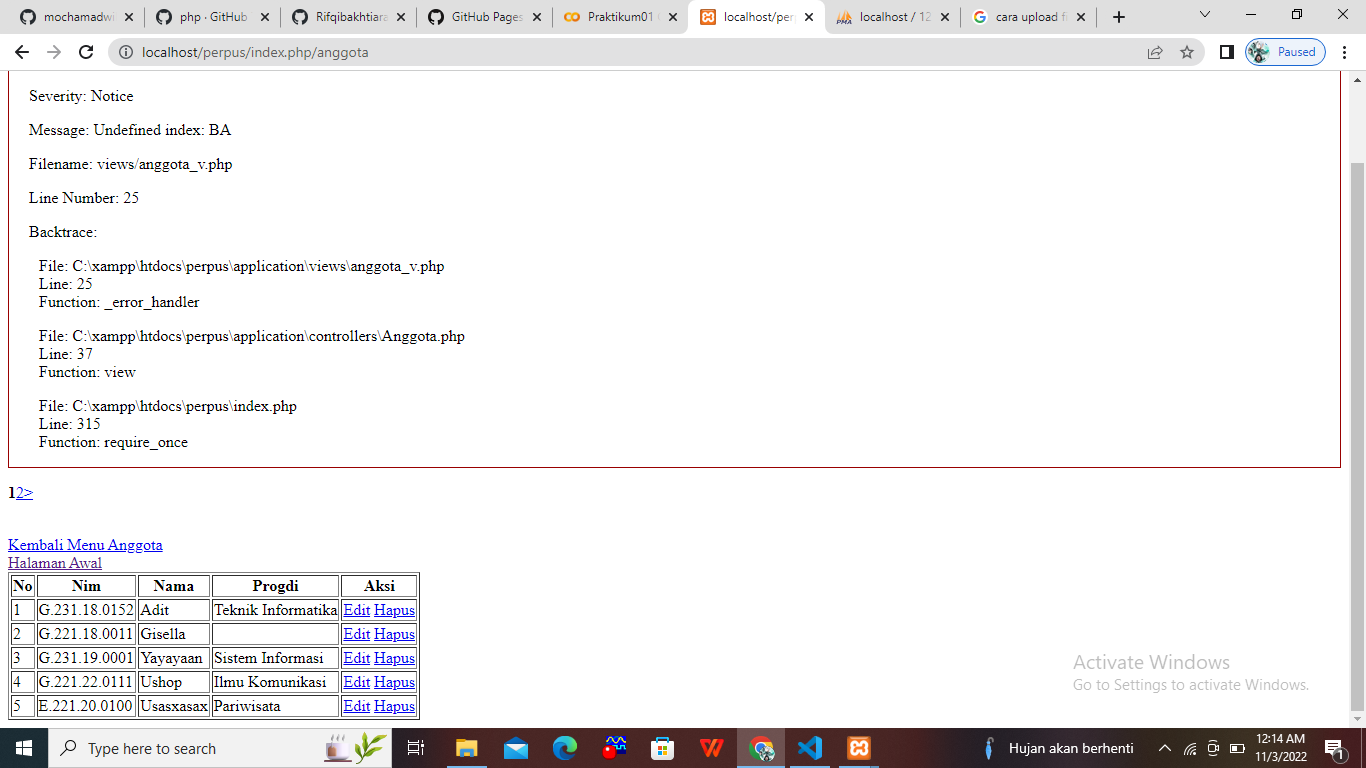 mochamadwi
php · GitHub
Rifqibakhtiara
GitHub Pages
Praktikum01
localhost/perp
localhost / 12
cara upload f
localhost/perpus/index.php/anggota
Paused
Severity: Notice
Message: Undefined index: BA
Filename: views/anggota_v.php
Line Number: 25
Backtrace:
File: C:\xampp\htdocs\perpus\application\views\anggota_v.php
Line: 25
Function: _error_handler
File: C:\xampp\htdocs\perpus\application\controllers\Anggota.php
Line: 37
Function: view
File: C:\xampp\htdocs\perpus\index.php
Line: 315
Function: require_once
12>
Kembali Menu Anggota
Halaman Awal
No Nim Nama Progdi Aksi
1 G.231.18.0152 Adit Teknik Informatika Edit Hapus
2 G.221.18.0011 Gisella Edit Hapus
3 G.231.19.0001 Yayayaan Sistem Informasi Edit Hapus
4 G.221.22.0111 Ushop Ilmu Komunikasi Edit Hapus
5 E.221.20.0100 Usasxasax Pariwisata Edit Hapus
Activate Windows
Go to Settings to activate Windows.
Type here to search
Hujan akan berhenti
12:14 AM
11/3/2022
1